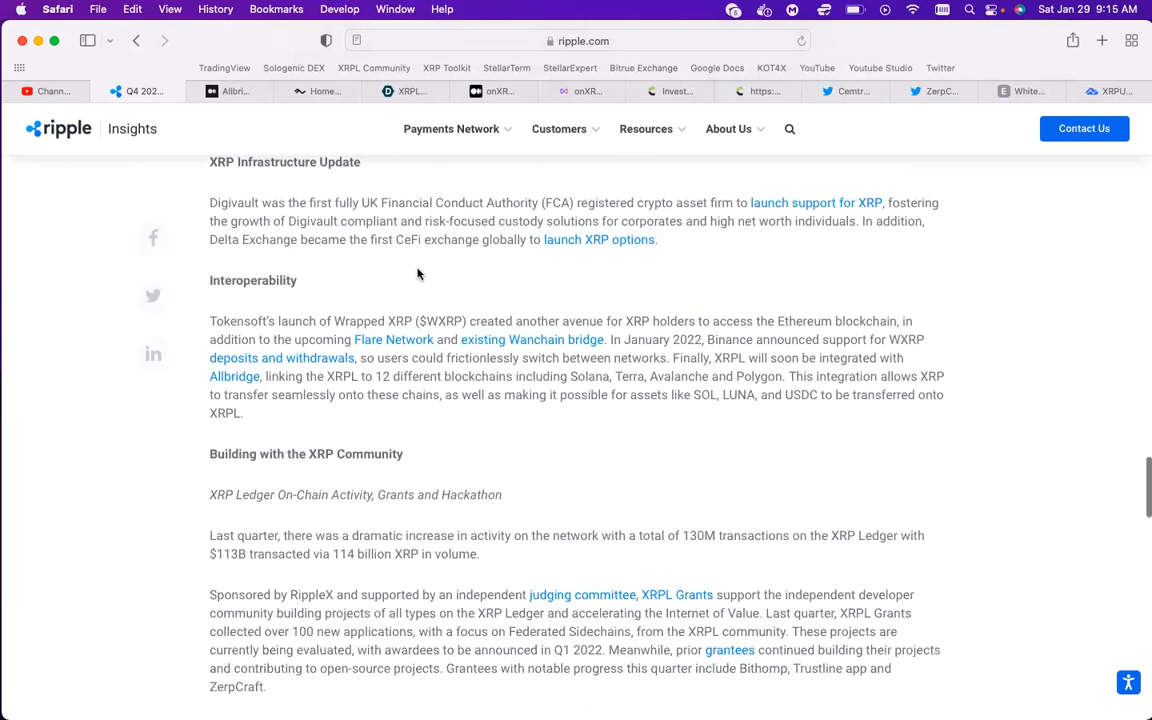 Safari File Edit View History Bookmarks Develop Window Help Sat Jan 29 9:15 AM
ripple.com
TradingView Sologenic DEX XRPL Community XRP Toolkit StellarTerm StellarExpert Bitrue Exchange Google Docs KOT4X YouTube Youtube Studio Twitter
Chann... Q4 202... Allbri... Home... XRPL... onXR... onXR... Invest... https:... Cemtr... ZerpC... White... XRPU...
ripple Insights Payments Network Customers Resources About Us Contact Us
XRP Infrastructure Update
Digivault was the first fully UK Financial Conduct Authority (FCA) registered crypto asset firm to launch support for XRP, fostering
the growth of Digivault compliant and risk-focused custody solutions for corporates and high net worth individuals. In addition,
Delta Exchange became the first CeFi exchange globally to launch XRP options.
Interoperability
Tokensoft's launch of Wrapped XRP ($WXRP) created another avenue for XRP holders to access the Ethereum blockchain, in
addition to the upcoming Flare Network and existing Wanchain bridge. In January 2022, Binance announced support for WXRP
deposits and withdrawals, so users could frictionlessly switch between networks. Finally, XRPL will soon be integrated with
Allbridge, linking the XRPL to 12 different blockchains including Solana, Terra, Avalanche and Polygon. This integration allows XRP
to transfer seamlessly onto these chains, as well as making it possible for assets like SOL, LUNA, and USDC to be transferred onto
XRPL.
Building with the XRP Community
XRP Ledger On-Chain Activity, Grants and Hackathon
Last quarter, there was a dramatic increase in activity on the network with a total of 130M transactions on the XRP Ledger with
$113B transacted via 114 billion XRP in volume.
Sponsored by RippleX and supported by an independent judging committee, XRPL Grants support the independent developer
community building projects of all types on the XRP Ledger and accelerating the Internet of Value. Last quarter, XRPL Grants
collected over 100 new applications, with a focus on Federated Sidechains, from the XRPL community. These projects are
currently being evaluated, with awardees to be announced in Q1 2022. Meanwhile, prior grantees continued building their projects
and contributing to open-source projects. Grantees with notable progress this quarter include Bithomp, Trustline app and
ZerpCraft.